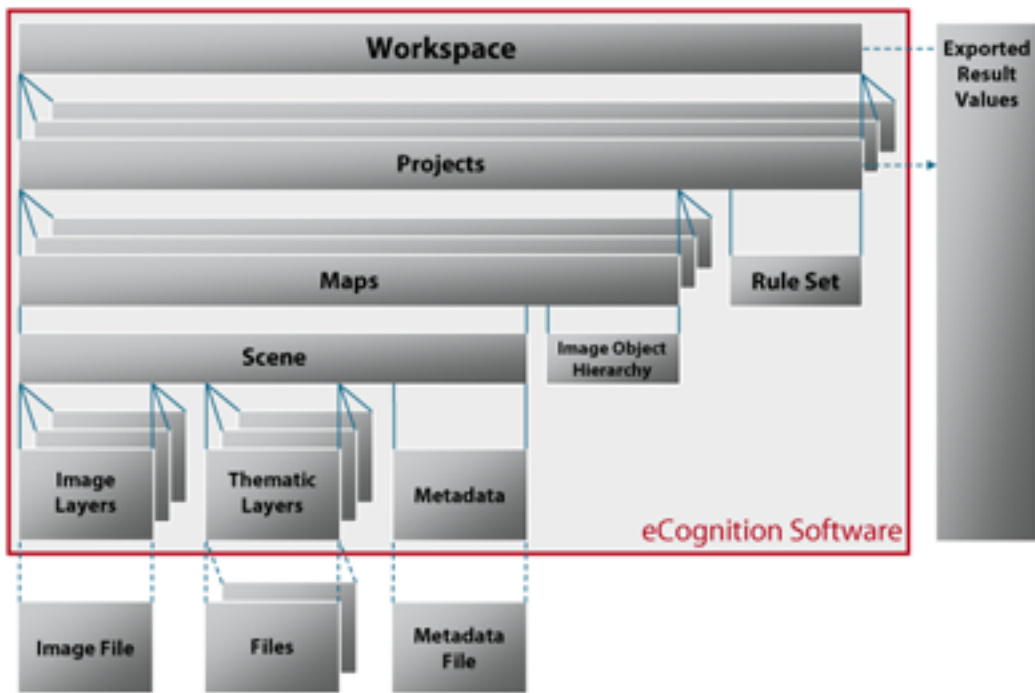 Workspace
Exported
Result
Values
Projects
Maps
Rule Set
Scene
Image Object
Hierarchy
Image
Layers
Thematic
Layers
Metadata
eCognition Software
Image File
Files
Metadata
File